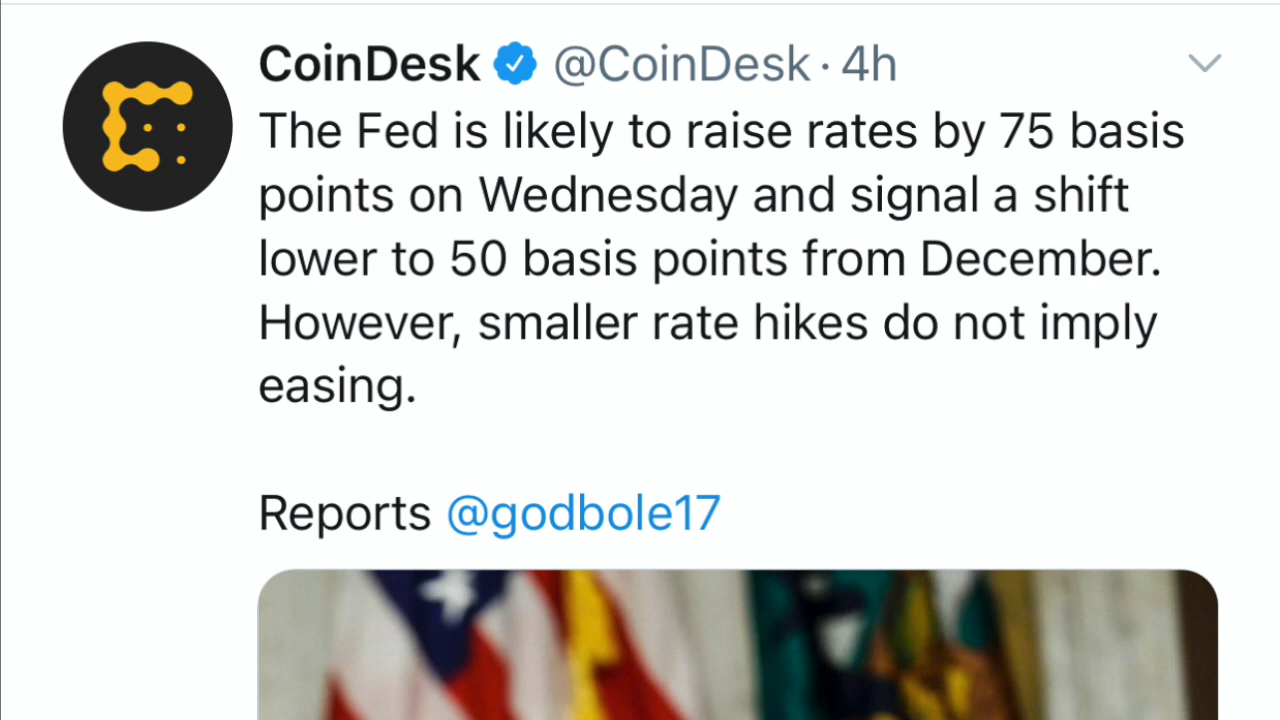 CoinDesk @CoinDesk · 4h
The Fed is likely to raise rates by 75 basis
points on Wednesday and signal a shift
lower to 50 basis points from December.
However, smaller rate hikes do not imply
easing.
Reports @godbole17